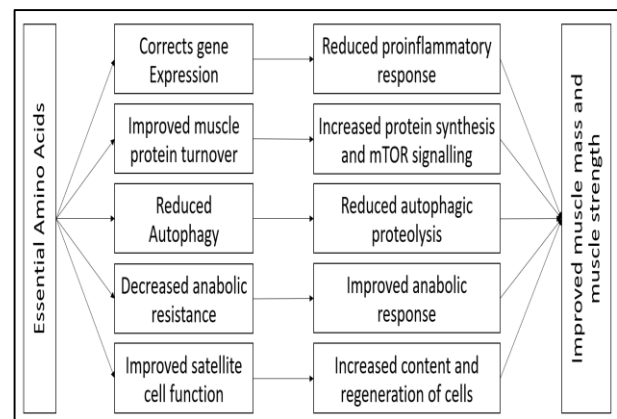 Essential Amino Acids
Corrects gene
Expression
Reduced proinflammatory
response
Improved muscle
protein turnover
Increased protein synthesis
and mTOR signalling
Reduced
Autophagy
Reduced autophagic
proteolysis
Decreased anabolic
resistance
Improved anabolic
response
Improved satellite
cell function
Increased content and
regeneration of cells
Improved muscle mass and
muscle strength